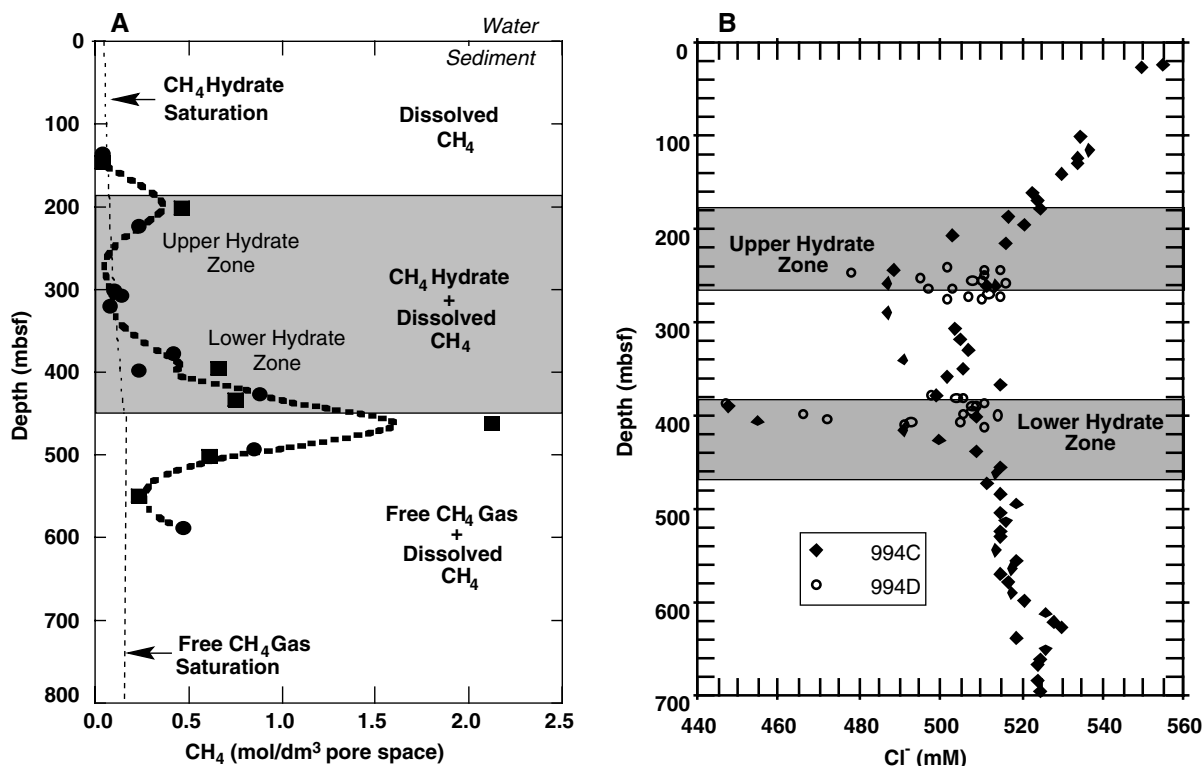 A
Water
Sediment
CH4 Hydrate
Saturation
Dissolved
CH4
Upper Hydrate
Zone
CH4 Hydrate
+
Dissolved
CH4
Lower Hydrate
Zone
Free CH4 Gas
+
Dissolved
CH4
Free CH4 Gas
Saturation
0
100
200
300
400
500
600
700
800
Depth (mbsf)
0.0 0.5 1.0 1.5 2.0 2.5
CH4 (mol/dm3 pore space)
B
Upper Hydrate
Zone
Lower Hydrate
Zone
994C
994D
0
100
200
300
400
500
600
700
Depth (mbsf)
440 460 480 500 520 540 560
Cl- (mM)